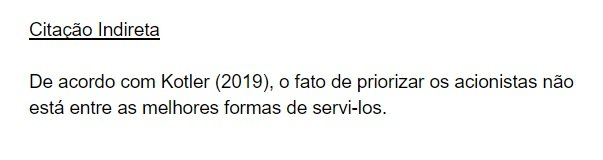 Citação Indireta
De acordo com Kotler (2019), o fato de priorizar os acionistas não
está entre as melhores formas de servi-los.